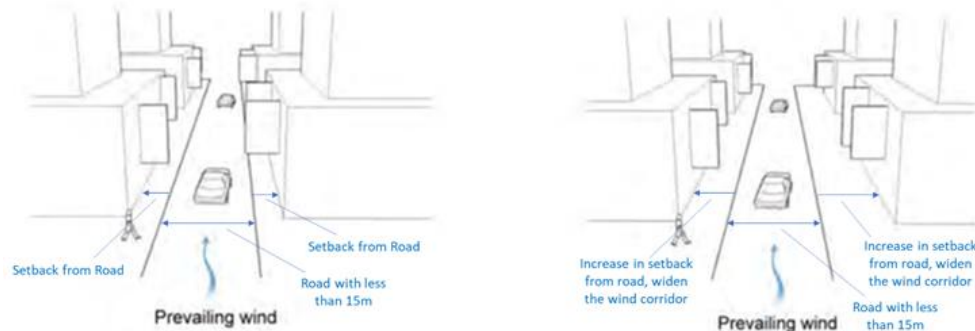 Setback from Road
Setback from Road
Road with less
than 15m
Prevailing wind
Increase in setback
from road, widen
the wind corridor
Increase in setback
from road, widen
the wind corridor
Road with less
than 15m
Prevailing wind